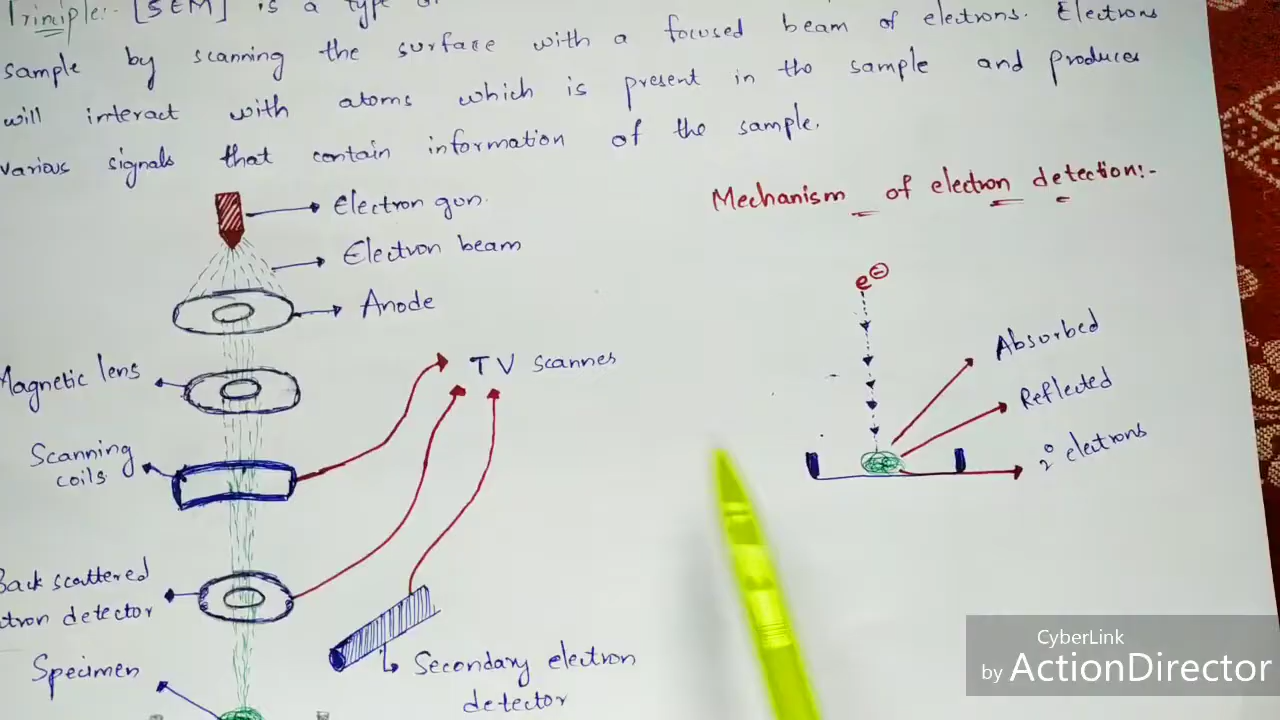 Principle:- [SEM] is a type of
sample by scanning the surface with a focused beam of electrons. Electrons
will interact with atoms which is present in the sample and produces
various signals that contain information of the sample.
Mechanism of electron detection:-
Electron gun.
Electron beam
Anode
Magnetic lens
TV scannes
Scanning
coils
Back scattered
tron detector
Specimen
Secondary electron
detector
e⊖
Absorbed
Reflected
2° electrons
CyberLink
by ActionDirector